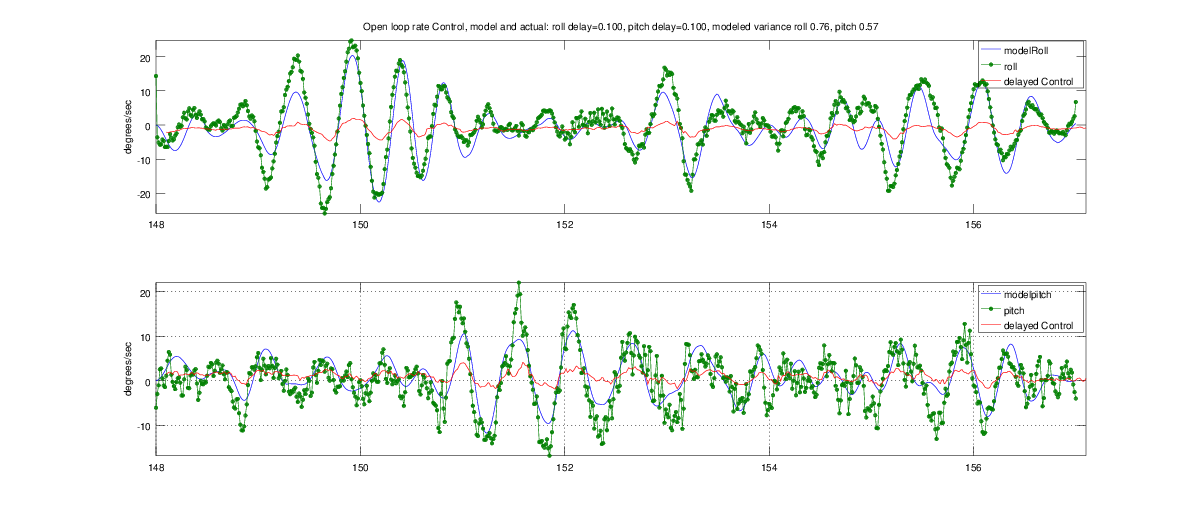 Open loop rate Control, model and actual: roll delay=0.100, pitch delay=0.100, modeled variance roll 0.76, pitch 0.57
modelRoll
roll
delayed Control
degrees/sec
20
10
0
-10
-20
148
150
152
154
156
modelpitch
pitch
delayed Control
degrees/sec
20
10
0
-10
148
150
152
154
156